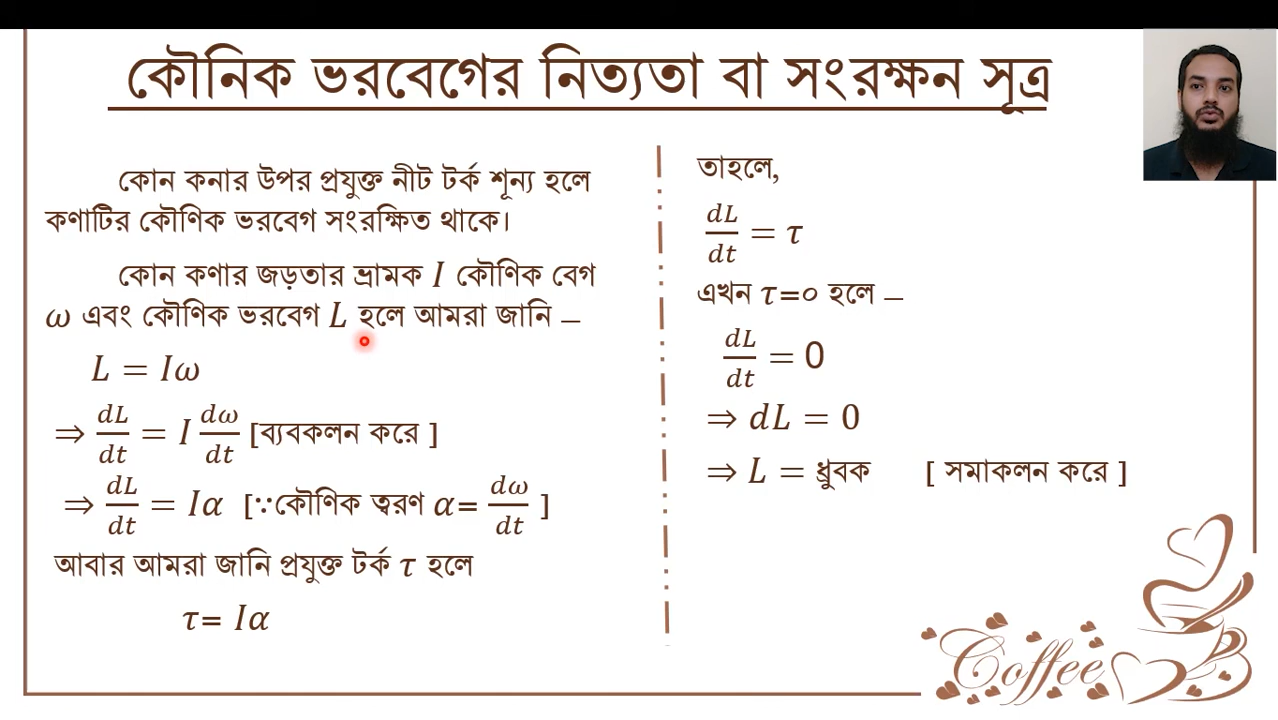 কৌনিক ভরবেগের নিত্যতা বা সংরক্ষন সূত্র
কোন কনার উপর প্রযুক্ত নীট টর্ক শূন্য হলে
কণাটির কৌণিক ভরবেগ সংরক্ষিত থাকে।
কোন কণার জড়তার ভ্রামক I কৌণিক বেগ
ω এবং কৌণিক ভরবেগ L হলে আমরা জানি –
L = Iω
⇒ dL/dt = I dω/dt [ব্যবকলন করে ]
⇒ dL/dt = Iα [∵কৌণিক ত্বরণ α= dω/dt ]
আবার আমরা জানি প্রযুক্ত টর্ক τ হলে
τ= Iα
তাহলে,
dL/dt = τ
এখন τ=০ হলে –
dL/dt = 0
⇒ dL = 0
⇒ L = ধ্রুবক [ সমাকলন করে ]
Coffee